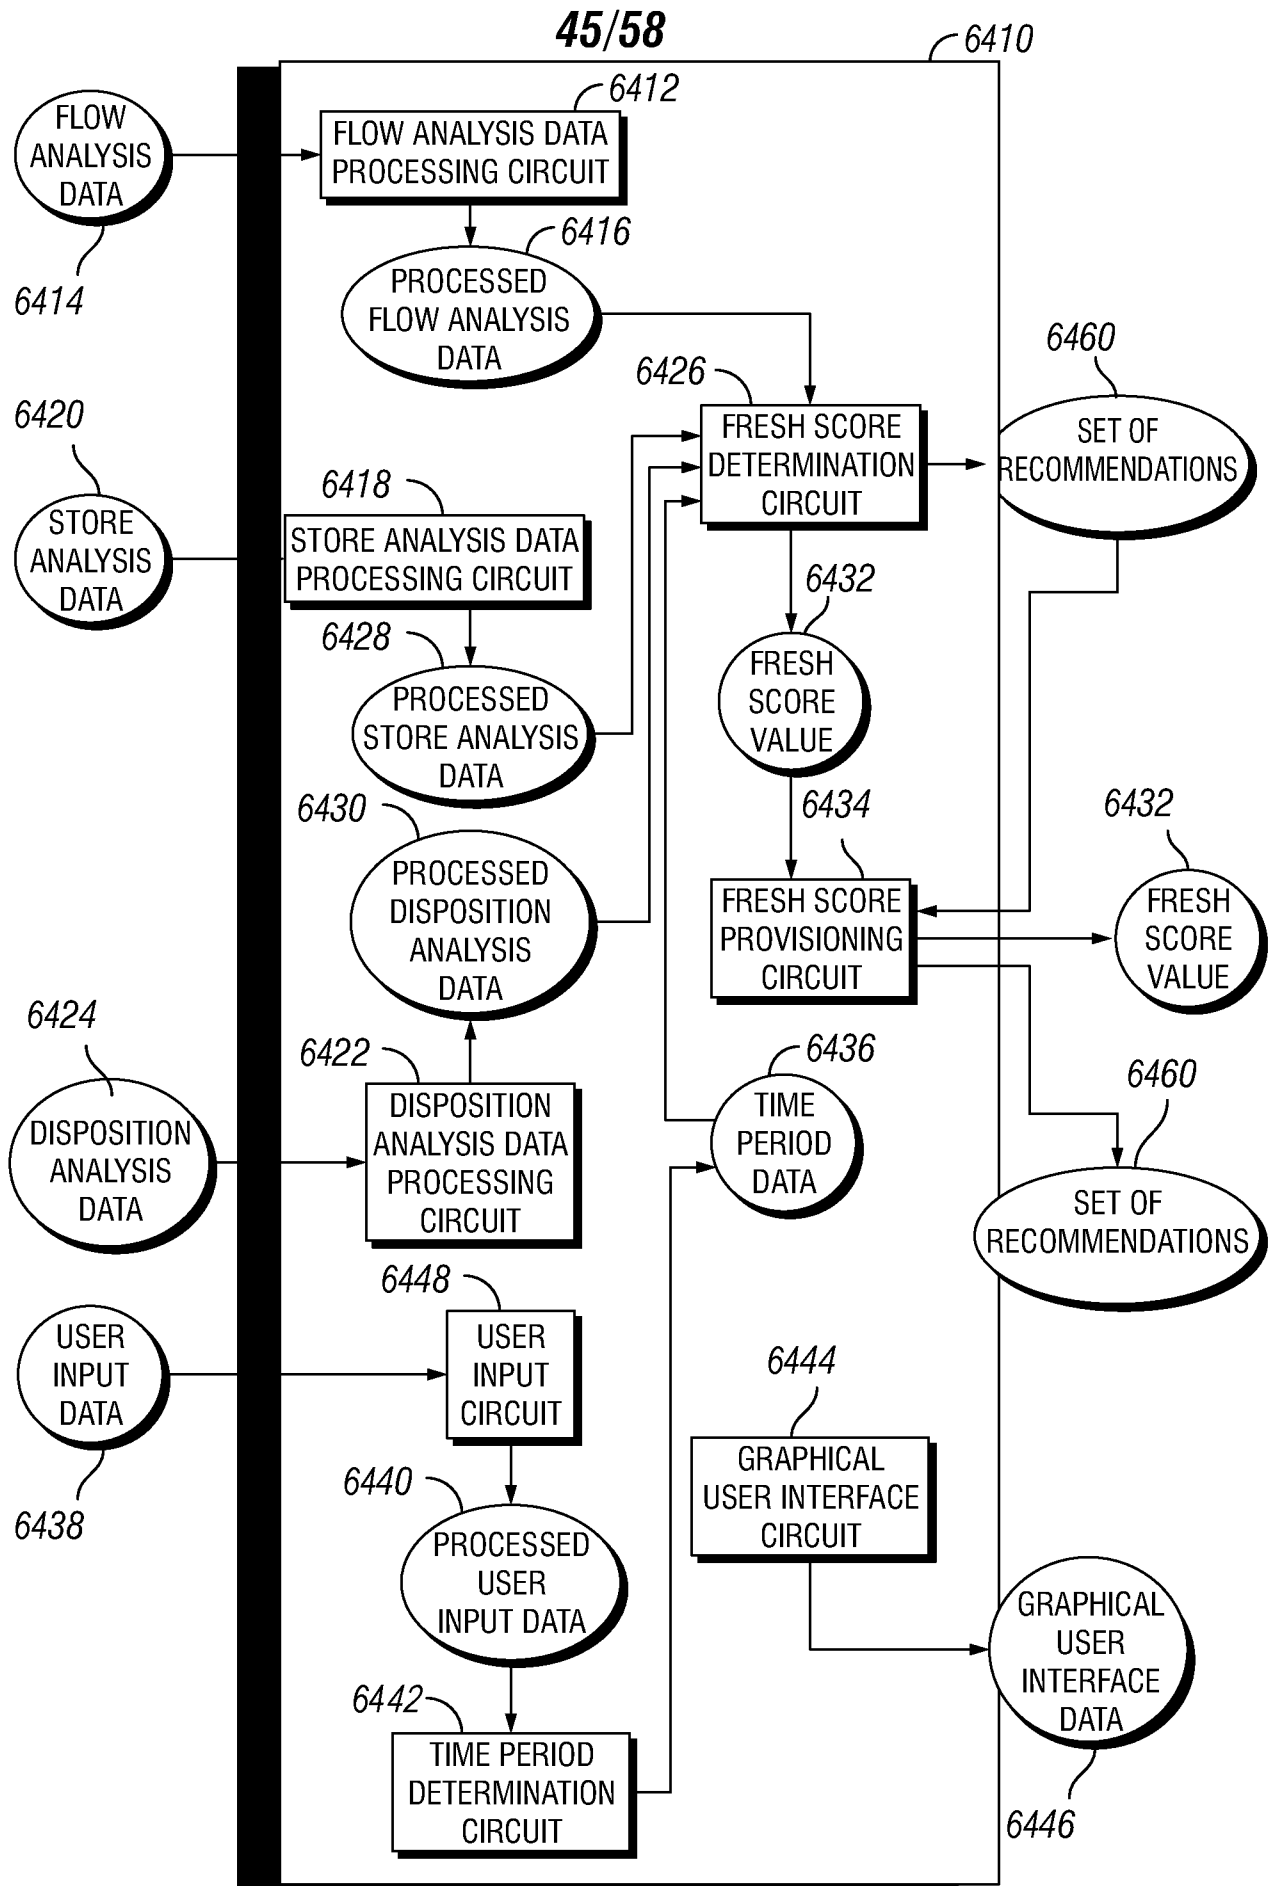 45/58
6410
6412
FLOW
ANALYSIS
DATA
6414
FLOW ANALYSIS DATA
PROCESSING CIRCUIT
6416
PROCESSED
FLOW ANALYSIS
DATA
6460
SET OF
RECOMMENDATIONS
6426
FRESH SCORE
DETERMINATION
CIRCUIT
6420
STORE
ANALYSIS
DATA
6418
STORE ANALYSIS DATA
PROCESSING CIRCUIT
6432
FRESH
SCORE
VALUE
6428
PROCESSED
STORE ANALYSIS
DATA
6430
PROCESSED
DISPOSITION
ANALYSIS
DATA
6434
FRESH SCORE
PROVISIONING
CIRCUIT
6432
FRESH
SCORE
VALUE
6424
DISPOSITION
ANALYSIS
DATA
6422
DISPOSITION
ANALYSIS DATA
PROCESSING
CIRCUIT
6436
TIME
PERIOD
DATA
6460
SET OF
RECOMMENDATIONS
USER
INPUT
DATA
6438
6448
USER
INPUT
CIRCUIT
6444
GRAPHICAL
USER INTERFACE
CIRCUIT
6440
PROCESSED
USER
INPUT DATA
GRAPHICAL
USER
INTERFACE
DATA
6446
6442
TIME PERIOD
DETERMINATION
CIRCUIT